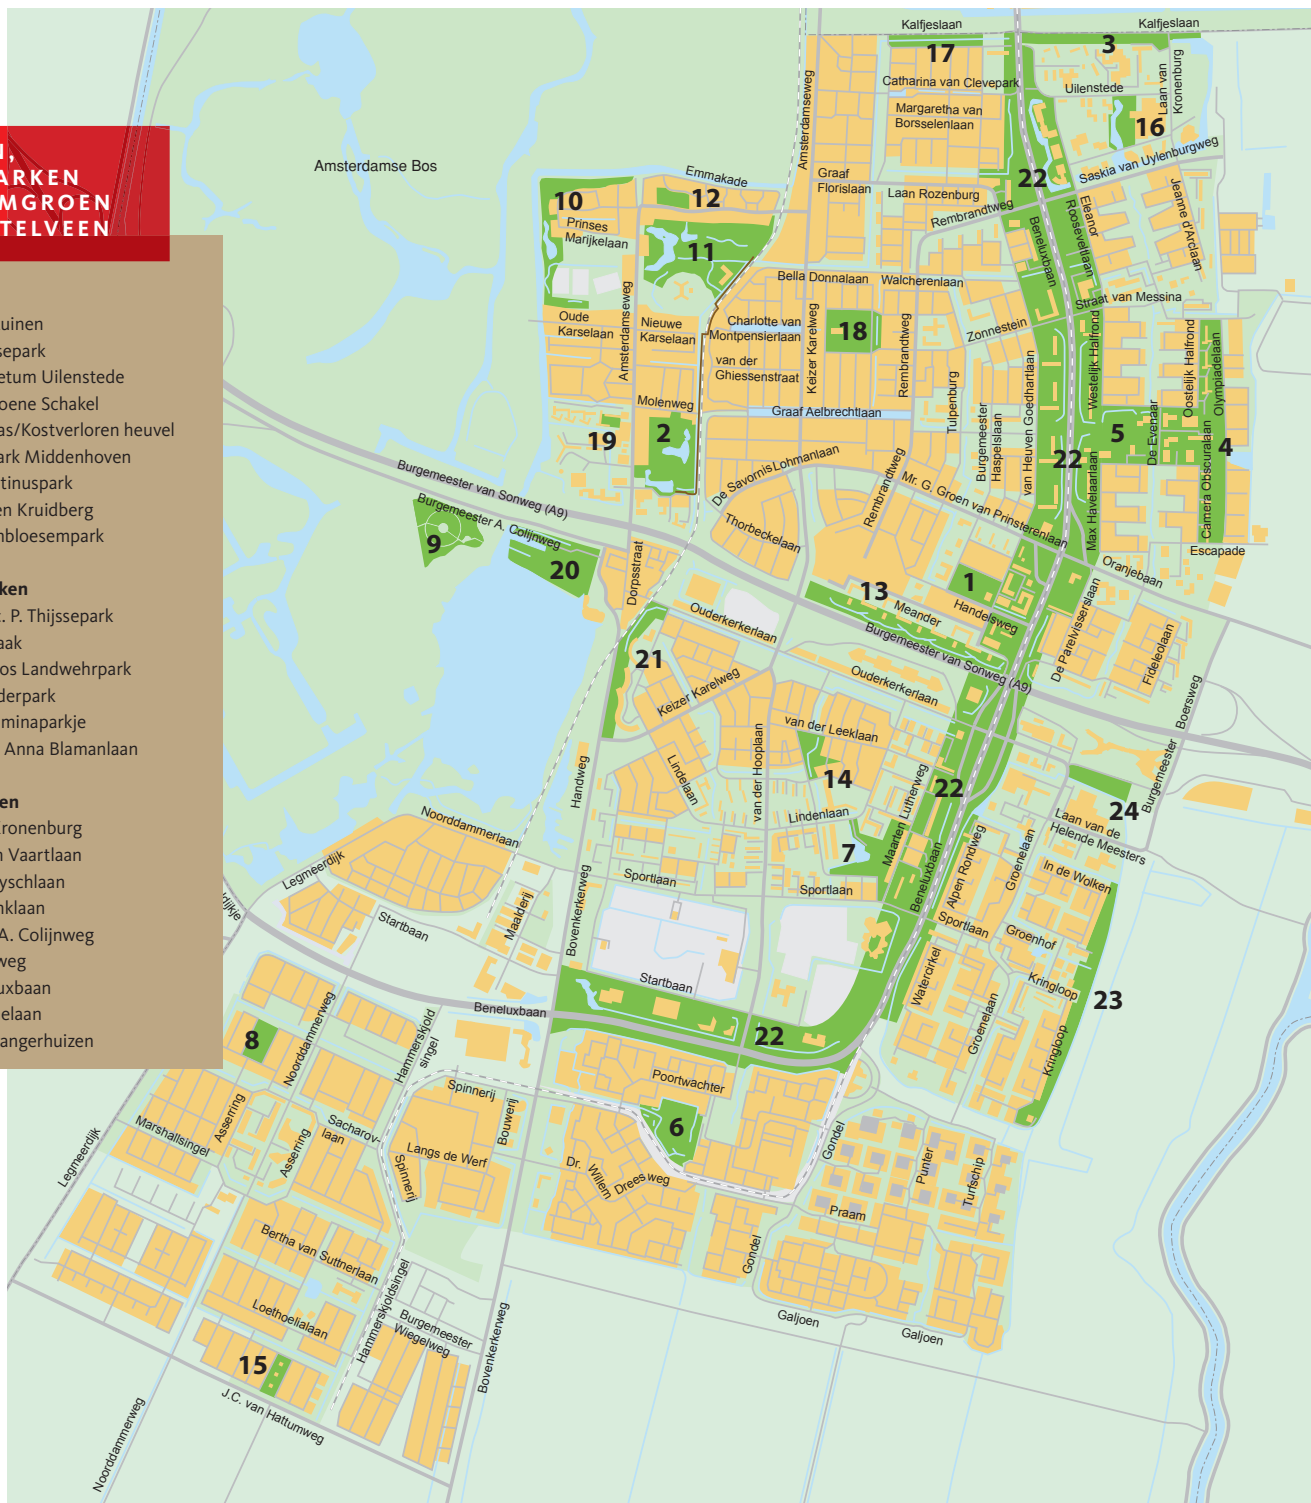 ARKEN
MGROEN
TELVEEN
uinen
separk
etum Uilenstede
oene Schakel
as/Kostverloren heuvel
ark Middenhoven
tinuspark
en Kruidberg
nbloesempark
ken
. P. Thijssepark
aak
os Landwehrpark
derpark
minaparkje
Anna Blamanlaan
en
Kronenburg
n Vaartlaan
yschlaan
nklaan
A. Colijnweg
weg
uxbaan
elaan
angerhuizen
Kalfjeslaan
Kalfjeslaan
17
3
Catharina van Clevepark
Uilenstede
Laan van
Kronenburg
Margaretha van
Borsselenlaan
16
Amsterdamseweg
Amsterdamse Bos
Saskia van Uylenburgweg
Emmakade
Graaf
Florislaan
22
Laan Rozenburg
10
12
Prinses
Marijkelaan
Rembrandtweg
Eleanor
Rooseveltlaan
Jeanne d'Arclaan
Beneluxbaan
11
Bella Donnalaan
Walcherenlaan
Straat van Messina
Oude
Karselaan
Amsterdamseweg
Nieuwe
Karselaan
Charlotte van
Montpensierlaan
Keizer Karelweg
18
Rembrandtweg
Zonnestein
van der
Ghiessenstraat
Westelijk Halfrond
Oostelijk Halfrond
Olympiadelaan
Molenweg
Graaf Aelbrechtlaan
Tulpenburg
Burgemeester
Haspelslaan
van Heuven Goedhartlaan
19
2
5
De Evenaar
4
22
Camera Obscuralaan
Max Havelaarlaan
De Savornis Lohmanlaan
Rembrandtweg
Burgemeester van Sonweg (A9)
Mr. G. Groen van Prinsterenlaan
Burgemeester A. Colijnweg
Thorbeckelaan
9
20
Dorpsstraat
Escapade
Oranjebaan
1
13
Meander
Handelsweg
Ouderkerkerlaan
Burgemeester van Sonweg (A9)
De Parelvisserslaan
Fideleolaan
21
Keizer Karelweg
Ouderkerkerlaan
Burgemeester Boersweg
van der Leeklaan
Lindelaan
van der Hooplaan
14
22
Handweg
Maarten Lutherweg
24
Lindenlaan
Laan van de
Helende Meesters
Noorddammerlaan
7
Legmeerdijk
Sportlaan
Sportlaan
Beneluxbaan
Alpen Rondweg
Groenelaan
In de Wolken
Startbaan
Maalderij
Bovenkerkerweg
Sportlaan
Groenhof
Watercirkel
Kringloop
Startbaan
23
Beneluxbaan
22
Groenelaan
Kringloop
8
Noorddammerweg
Hammerskjold
singel
Poortwachter
Spinnerij
Asserring
Marshallsingel
Sacharov-
laan
Bouwerij
6
Gondel
Asserring
Langs de Werf
Legmeerdijk
Spinnerij
Dr. Willem Dreesweg
Punter
Turfschip
Praam
Bertha van Suttnerlaan
Gondel
Hammerskjoldsingel
Loethoelialaan
Burgemeester
Wiegelweg
Galjoen
Galjoen
15
Bovenkerkerweg
J.C. van Hattumweg
Noorddammerweg